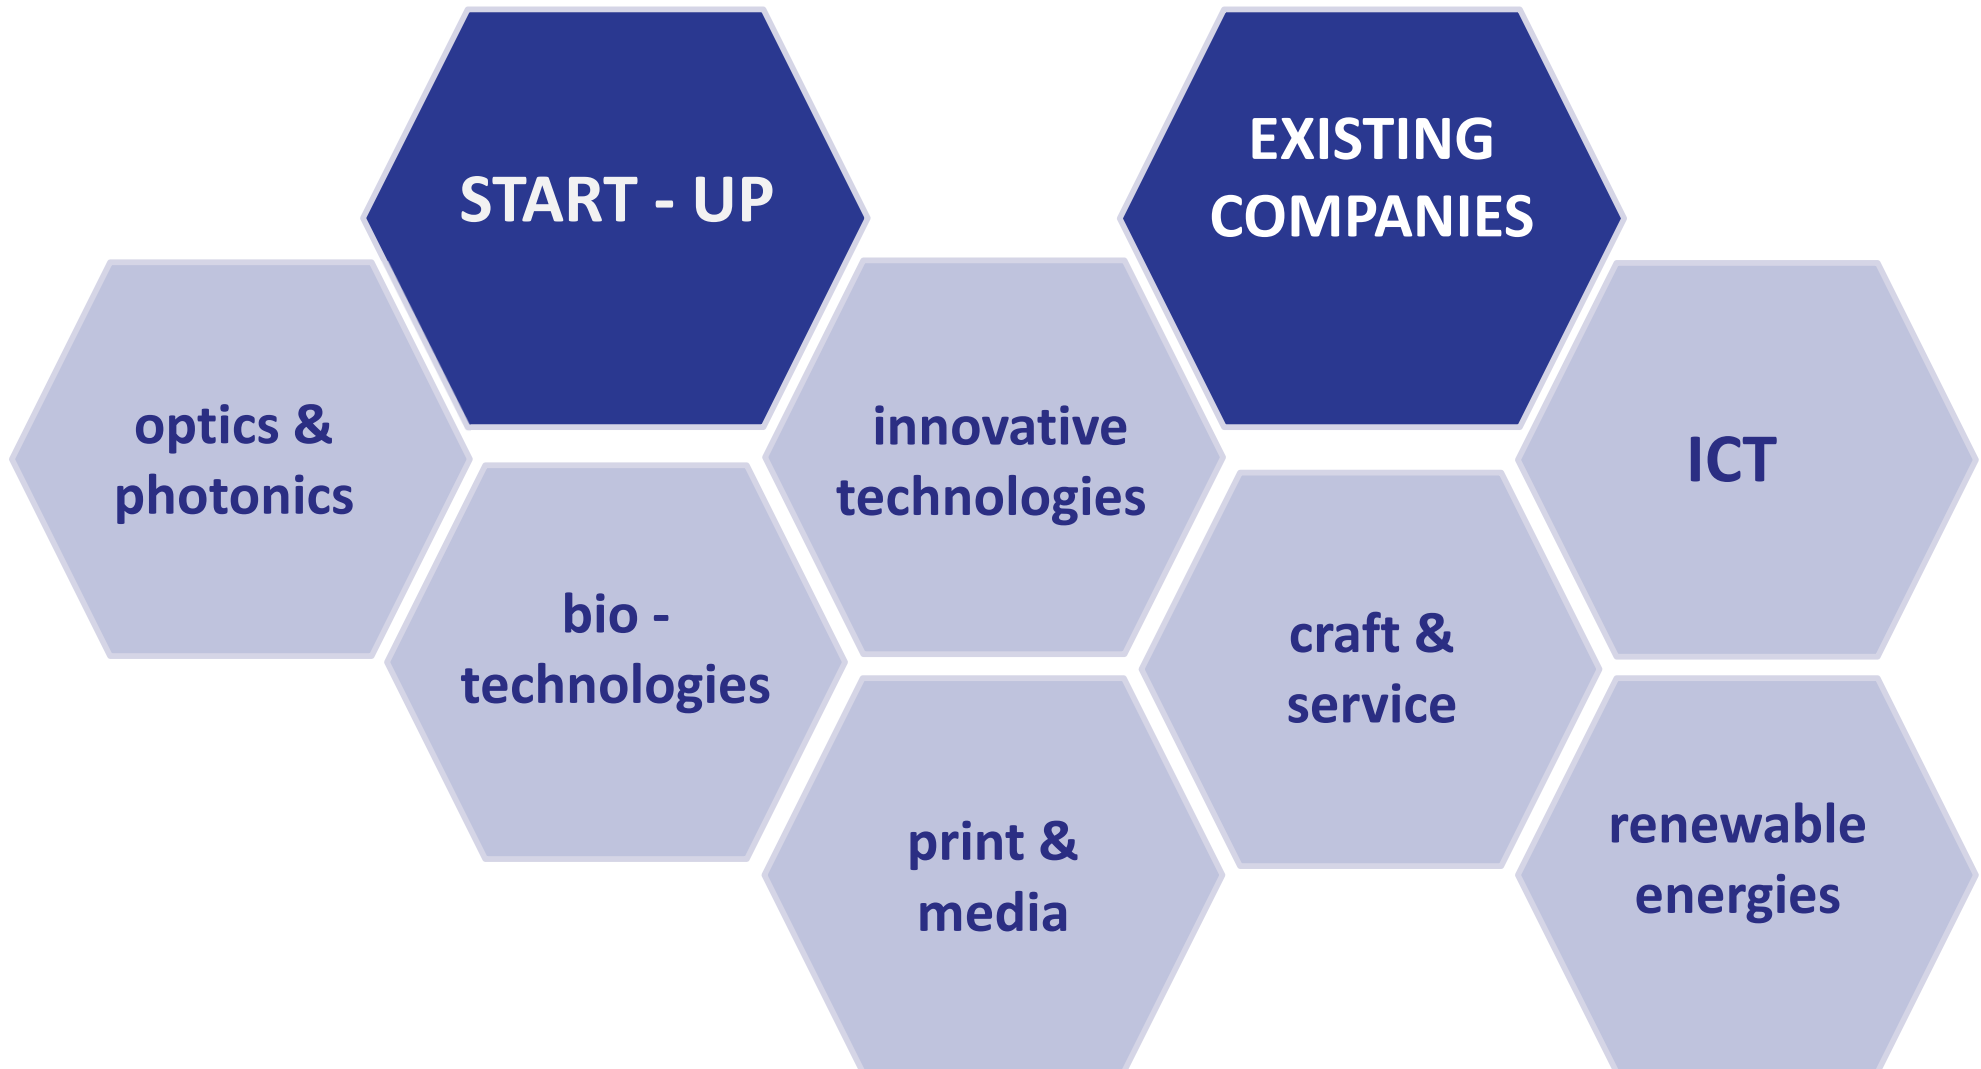 START - UP
EXISTING
COMPANIES
optics &
photonics
innovative
technologies
ICT
bio -
technologies
craft &
service
print &
media
renewable
energies